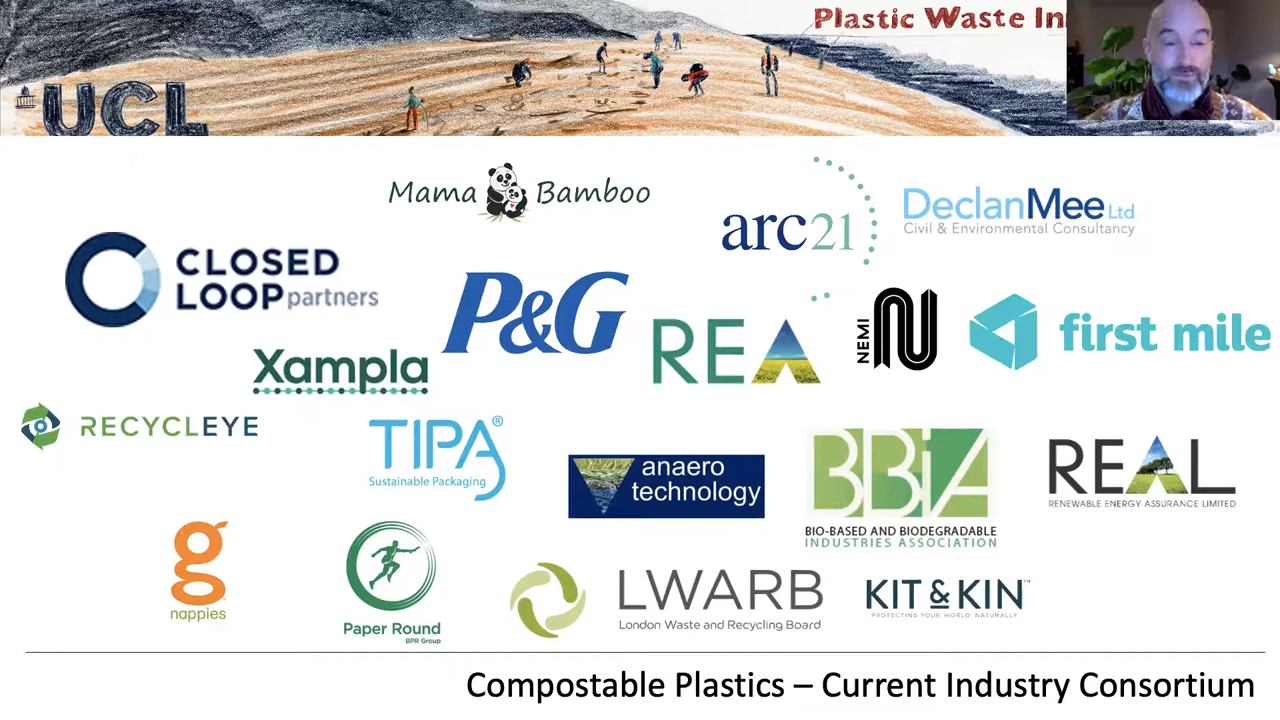 Plastic Waste In
UCL
Mama Bamboo
arc21
DeclanMee Ltd
Civil & Environmental Consultancy
CLOSED
LOOP partners
P&G
REA
NEMI
first mile
Xampla
RECYCLEYE
TIPA®
Sustainable Packaging
anaero
technology
BBiA
BIO-BASED AND BIODEGRADABLE
INDUSTRIES ASSOCIATION
REAL
RENEWABLE ENERGY ASSURANCE LIMITED
g
nappies
Paper Round
BPR Group
LWARB
London Waste and Recycling Board
KIT & KIN™
PROTECTING YOUR WORLD NATURALLY
Compostable Plastics – Current Industry Consortium